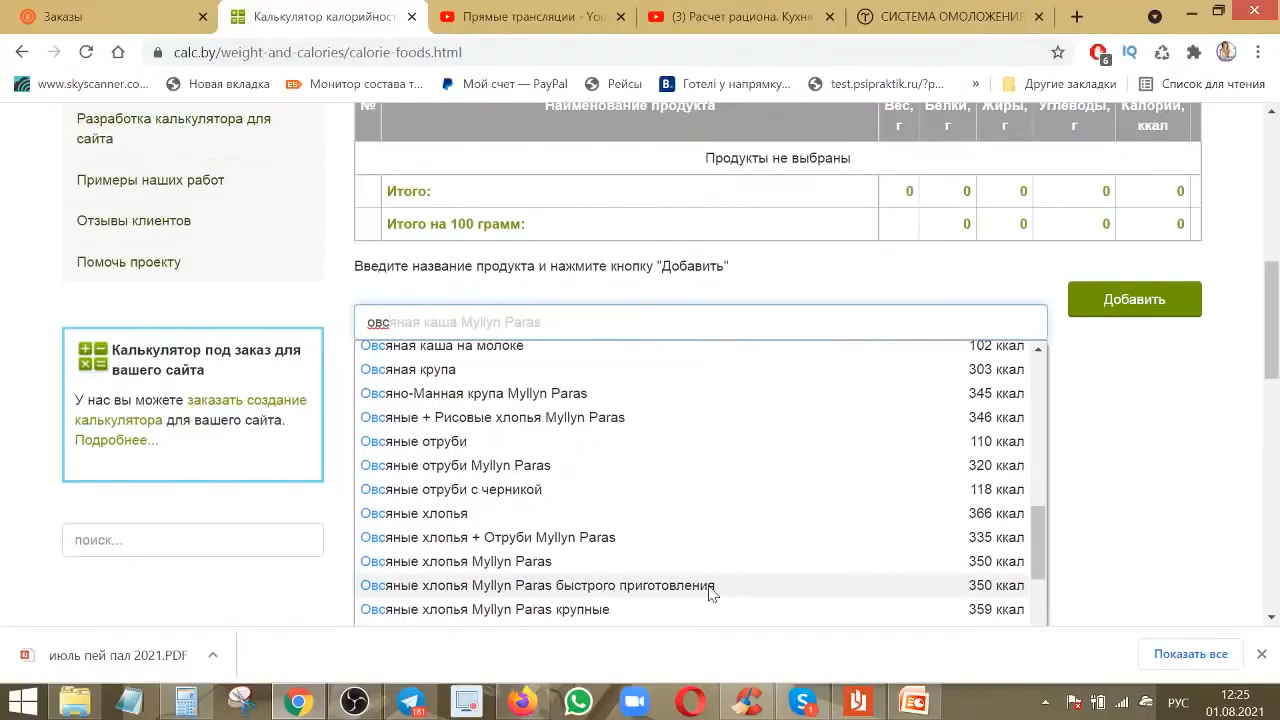 Заказы
Калькулятор калорийност
Прямые трансляции - You
(3) Расчет рациона. Кухня
СИСТЕМА ОМОЛОЖЕНИЯ
calc.by/weight-and-calories/calorie-foods.html
6
IQ
www.skyscanner.co...
Новая вкладка
ES
Монитор состава т...
Мой счет — PayPal
Рейсы
B.
Готелі у напрямку...
test.psipraktik.ru/?p...
»
Другие закладки
Список для чтения
Разработка калькулятора для
сайта
Примеры наших работ
Отзывы клиентов
Помочь проекту
Калькулятор под заказ для
вашего сайта
У нас вы можете заказать создание
калькулятора для вашего сайта.
Подробнее...
поиск...
№ Наименование продукта Вес, г Белки, г Жиры, г Углеводы, г Калории, ккал
Продукты не выбраны
Итого: 0 0 0 0 0
Итого на 100 грамм: 0 0 0 0
Введите название продукта и нажмите кнопку "Добавить"
Добавить
овсяная каша Myllyn Paras
Овсяная каша на молоке 102 ккал
Овсяная крупа 303 ккал
Овсяно-Манная крупа Myllyn Paras 345 ккал
Овсяные + Рисовые хлопья Myllyn Paras 346 ккал
Овсяные отруби 110 ккал
Овсяные отруби Myllyn Paras 320 ккал
Овсяные отруби с черникой 118 ккал
Овсяные хлопья 366 ккал
Овсяные хлопья + Отруби Myllyn Paras 335 ккал
Овсяные хлопья Myllyn Paras 350 ккал
Овсяные хлопья Myllyn Paras быстрого приготовления 350 ккал
Овсяные хлопья Myllyn Paras крупные 359 ккал
июль пей пал 2021.PDF
Показать все
181
1
РУС
12:25
01.08.2021